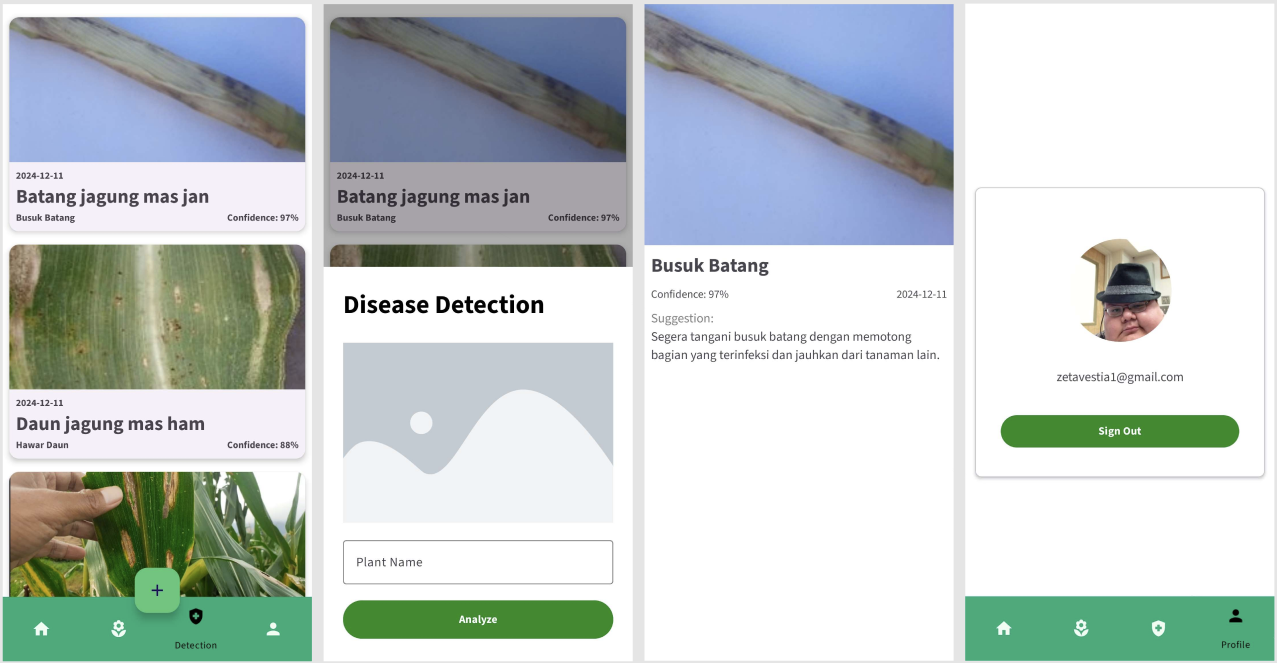 2024-12-11
Batang jagung mas jan
Busuk Batang Confidence: 97%
2024-12-11
Daun jagung mas ham
Hawar Daun Confidence: 88%
+
Detection
2024-12-11
Batang jagung mas jan
Busuk Batang Confidence: 97%
Disease Detection
Plant Name
Analyze
Busuk Batang
Confidence: 97% 2024-12-11
Suggestion:
Segera tangani busuk batang dengan memotong
bagian yang terinfeksi dan jauhkan dari tanaman lain.
zetavestia1@gmail.com
Sign Out
Profile